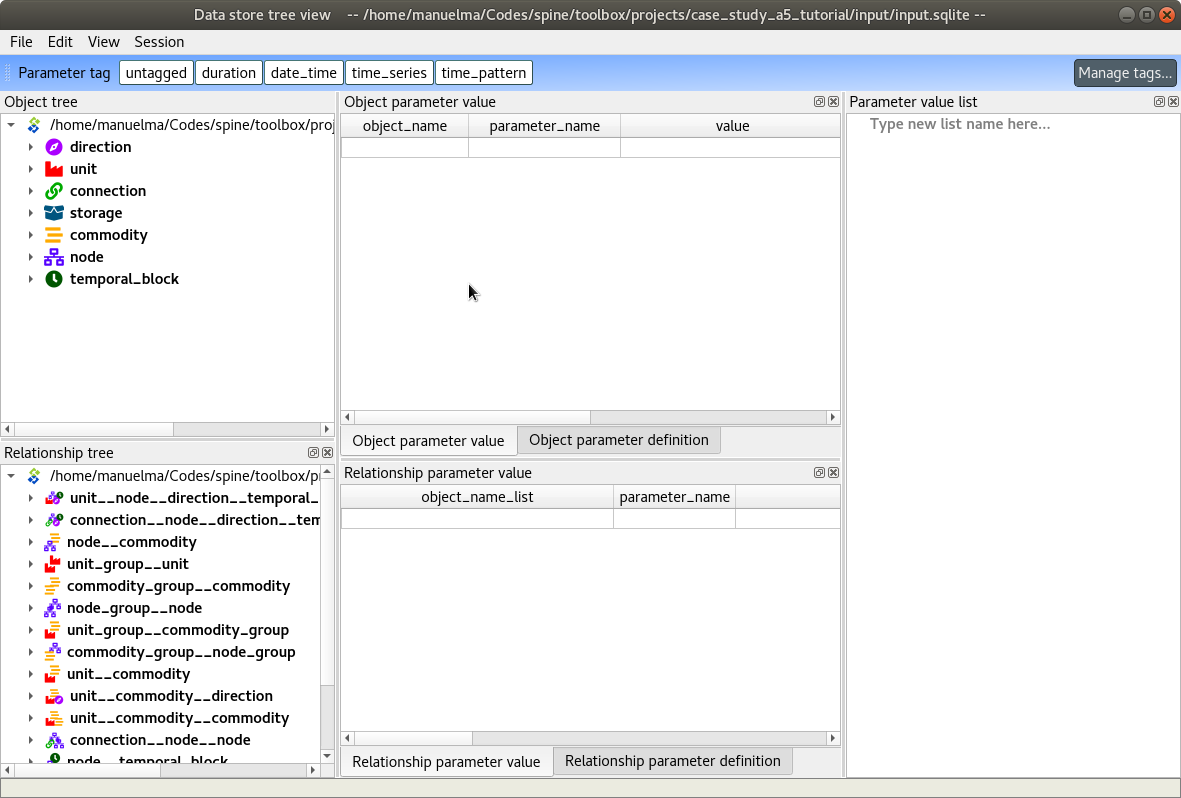 Data store tree view -- /home/manuelma/Codes/spine/toolbox/projects/case_study_a5_tutorial/input/input.sqlite --
File Edit View Session
Parameter tag untagged duration date_time time_series time_pattern Manage tags...
Object tree
/home/manuelma/Codes/spine/toolbox/proj
direction
unit
connection
storage
commodity
node
temporal_block
Relationship tree
/home/manuelma/Codes/spine/toolbox/p
unit__node__direction__temporal_
connection__node__direction__tem
node__commodity
unit_group__unit
commodity_group__commodity
node_group__node
unit_group__commodity_group
commodity_group__node_group
unit__commodity
unit__commodity__direction
unit__commodity__commodity
connection__node__node
node__temporal_block
Object parameter value
object_name parameter_name value
Object parameter value Object parameter definition
Relationship parameter value
object_name_list parameter_name
Relationship parameter value Relationship parameter definition
Parameter value list
Type new list name here...